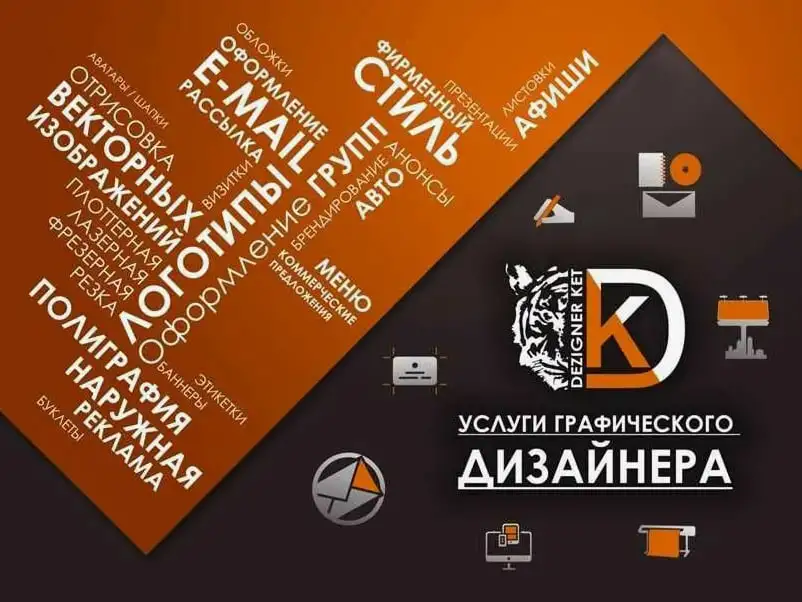 АВАТАРЫ / ШАПКИ
ОТРИСОВКА
ВЕКТОРНЫХ
ИЗОБРАЖЕНИЙ
ПЛОТТЕРНАЯ
ЛАЗЕРНАЯ
ФРЕЗЕРНАЯ
РЕЗКА
ОБЛОЖКИ
ОФОРМЛЕНИЕ
E-MAIL
РАССЫЛКА
ВИЗИТКИ
ЛОГОТИПЫ
Оформление ГРУПП
ФИРМЕННЫЙ
СТИЛЬ
ПРЕЗЕНТАЦИИ
ЛИСТОВКИ
АФИШИ
АНОНСЫ
БРЕНДИРОВАНИЕ
АВТО
МЕНЮ
КОММЕРЧЕСКИЕ
ПРЕДЛОЖЕНИЯ
ПОЛИГРАФИЯ
НАРУЖНАЯ
РЕКЛАМА
БУКЛЕТЫ
БАННЕРЫ
ЭТИКЕТКИ
DEZIGNER KET
DK
УСЛУГИ ГРАФИЧЕСКОГО
ДИЗАЙНЕРА